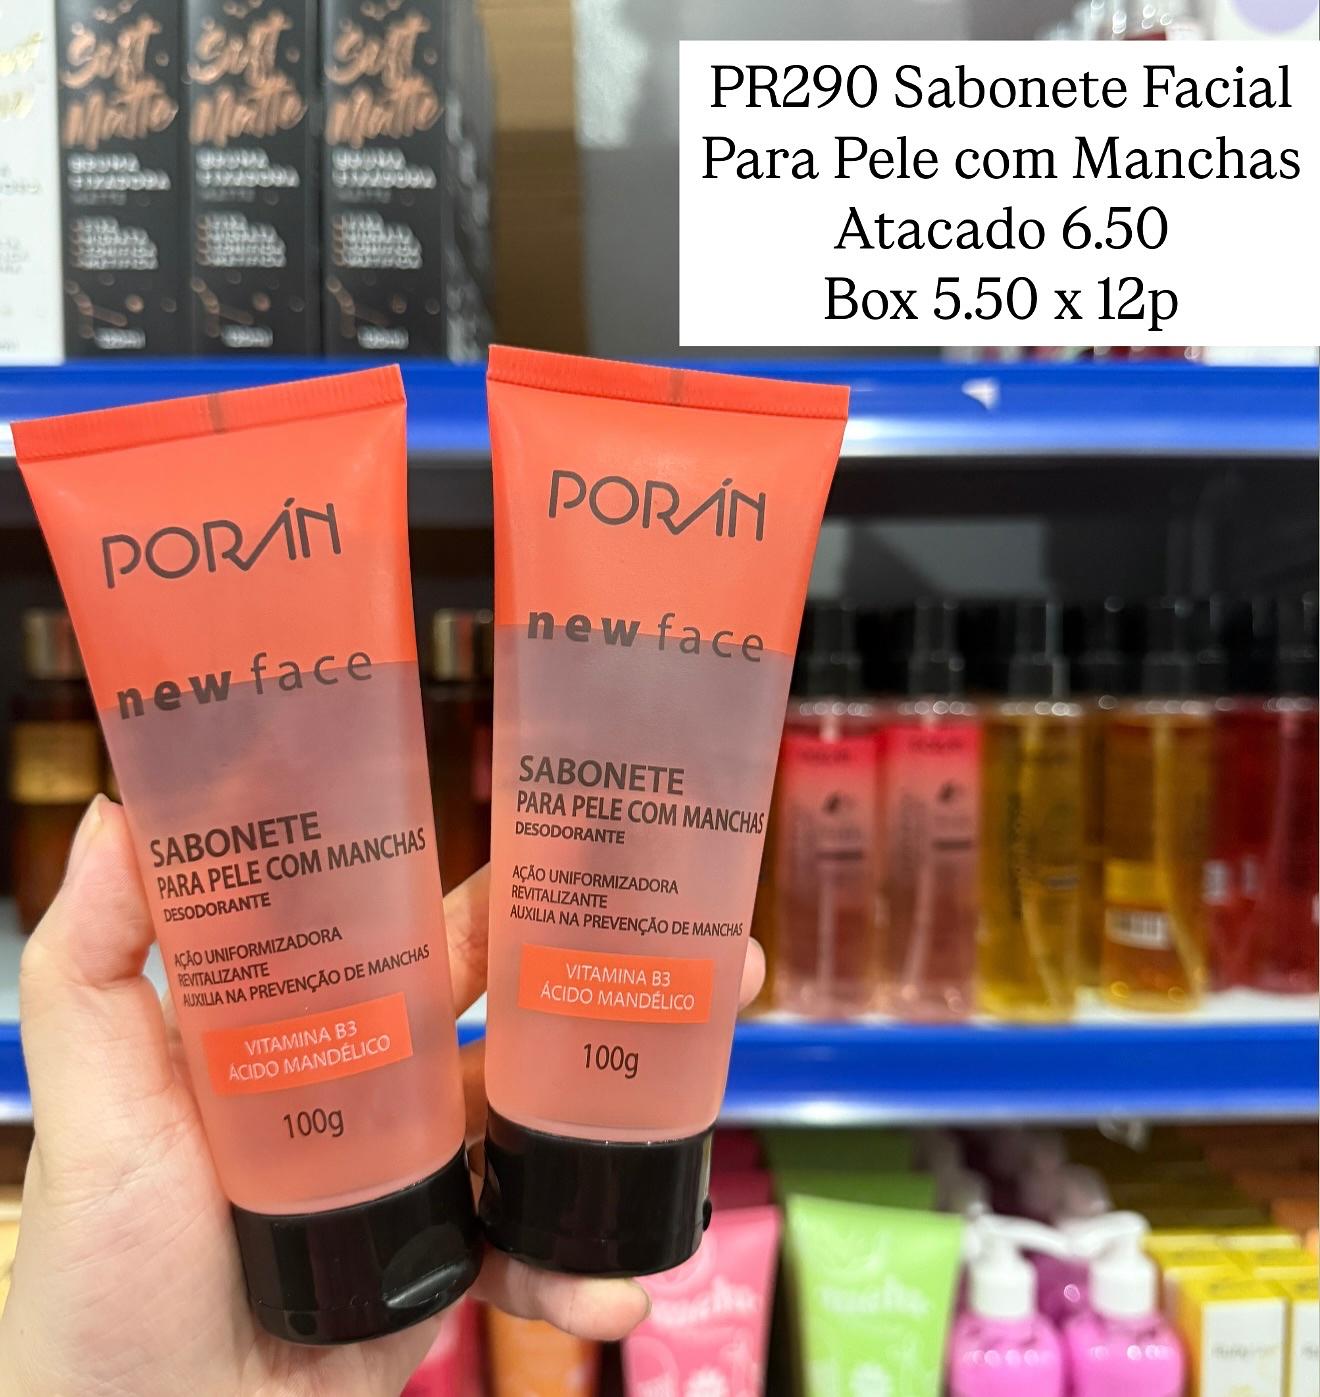 PR290 Sabonete Facial
Para Pele com Manchas
Atacado 6.50
Box 5.50 x 12p
Soft
Matte
Soft
Matte
Soft
Matte
PORÁN
new face
SABONETE
PARA PELE COM MANCHAS
DESODORANTE
AÇÃO UNIFORMIZADORA
REVITALIZANTE
AUXILIA NA PREVENÇÃO DE MANCHAS
VITAMINA B3
ÁCIDO MANDÉLICO
100g
PORÁN
new face
SABONETE
PARA PELE COM MANCHAS
DESODORANTE
AÇÃO UNIFORMIZADORA
REVITALIZANTE
AUXILIA NA PREVENÇÃO DE MANCHAS
VITAMINA B3
ÁCIDO MANDÉLICO
100g